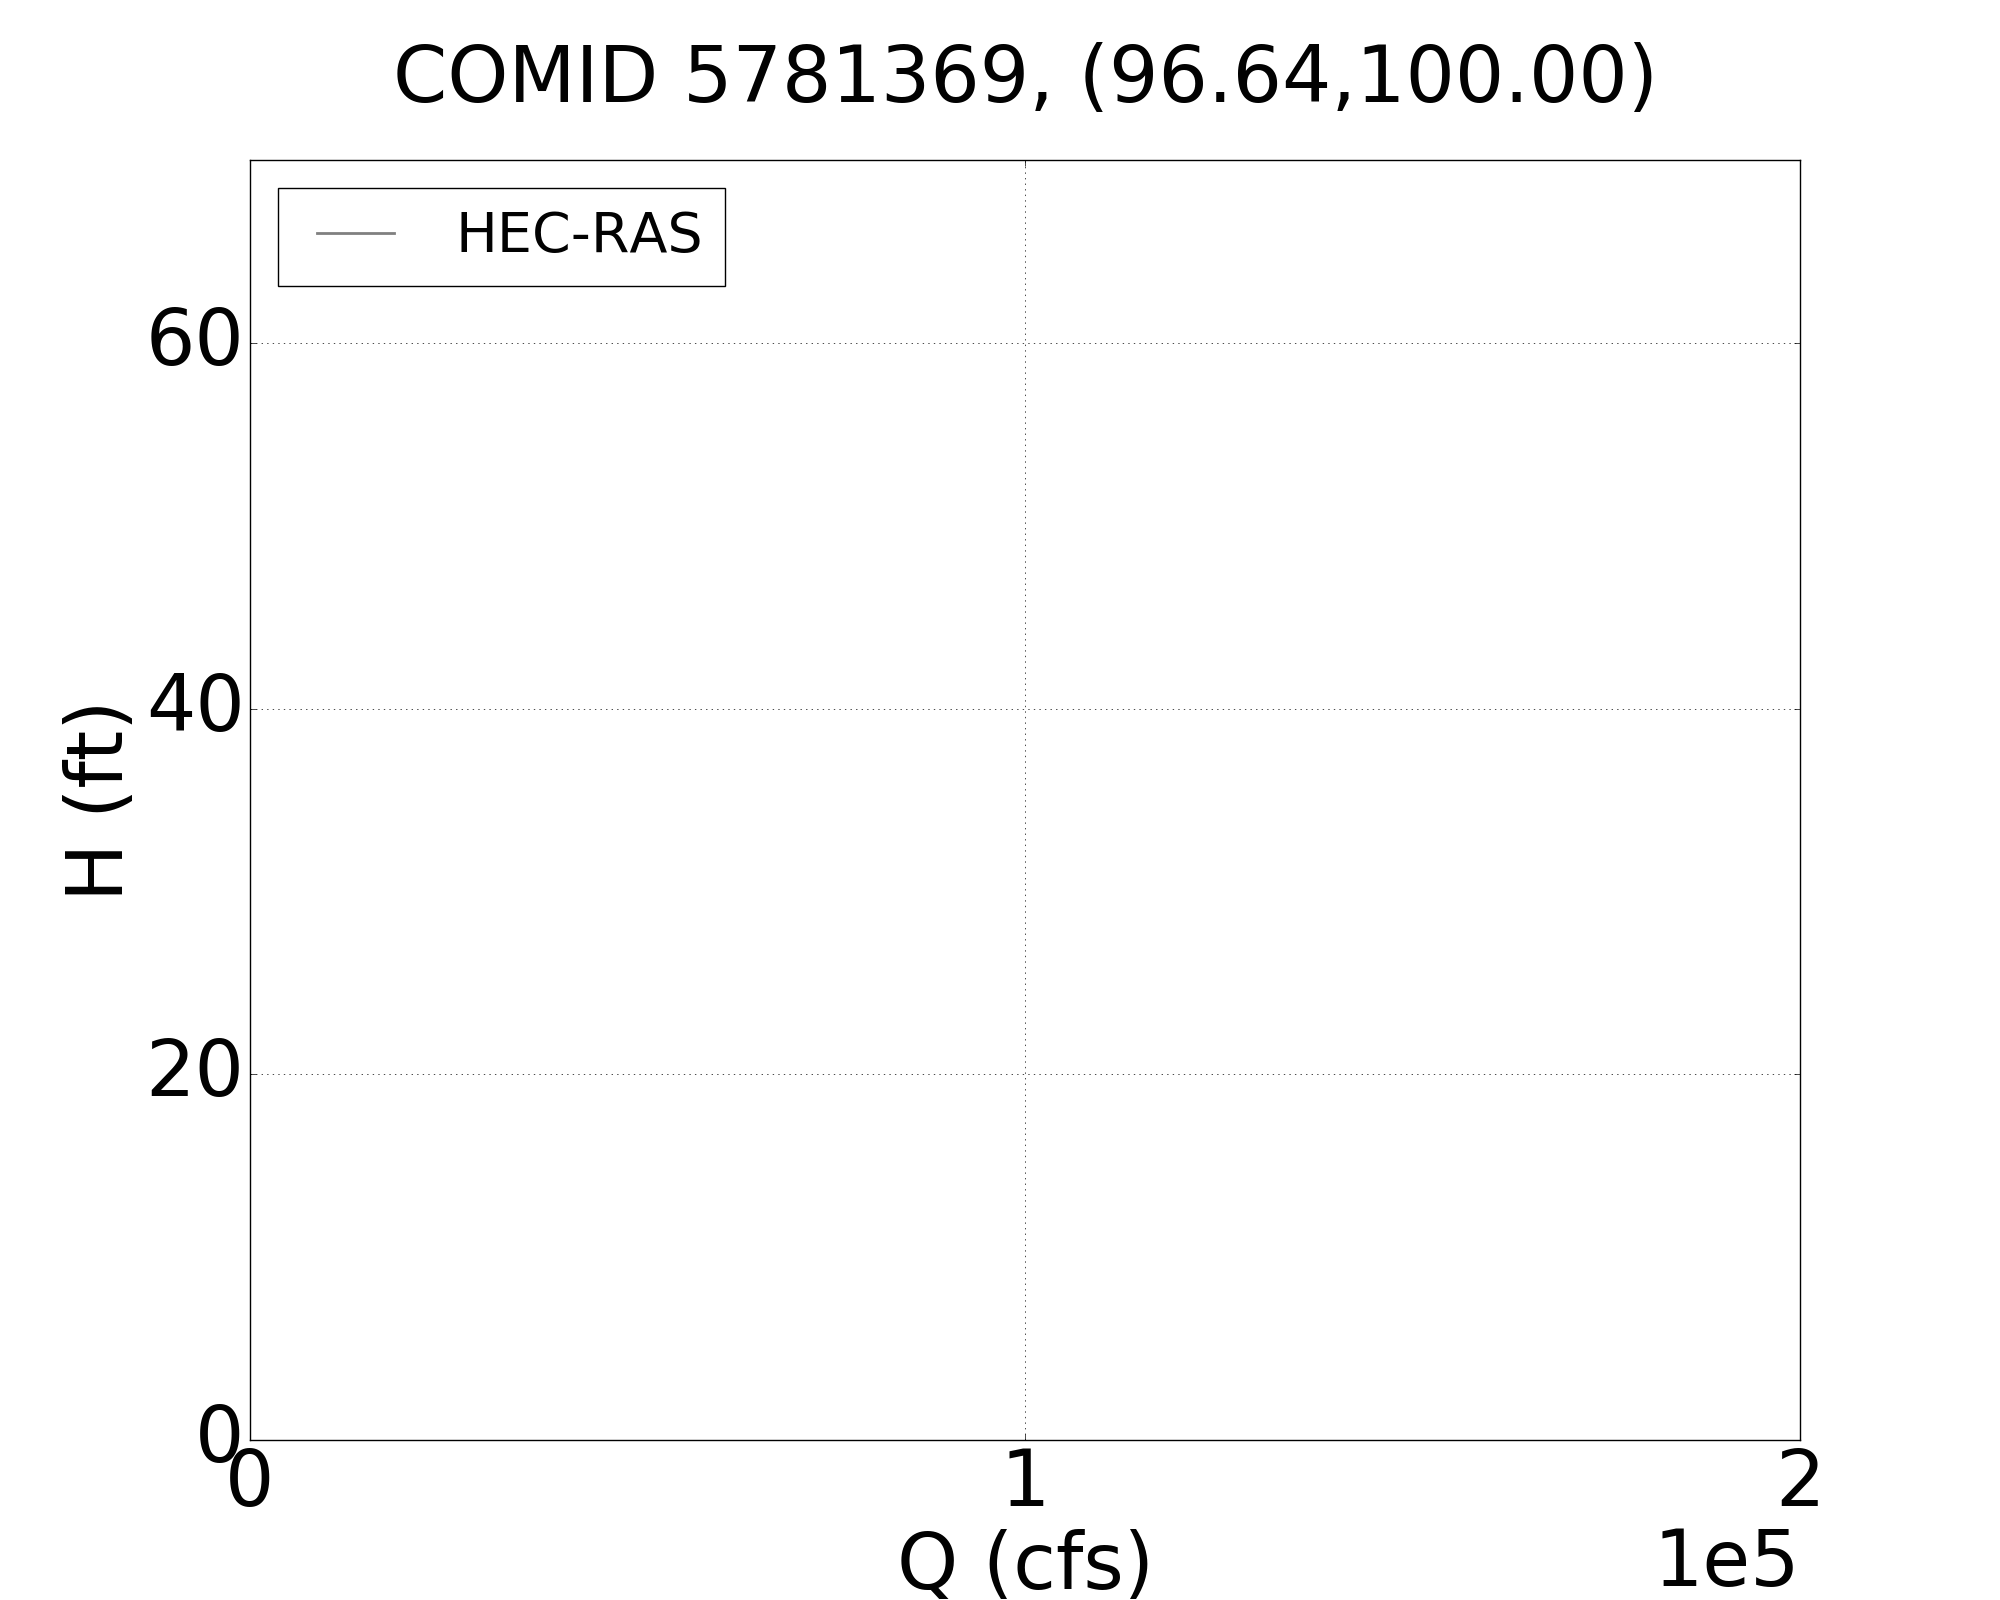 COMID 5781369, (96.64,100.00)
HEC-RAS
60
40
20
0
H (ft)
0 1 2
Q (cfs)
1e5